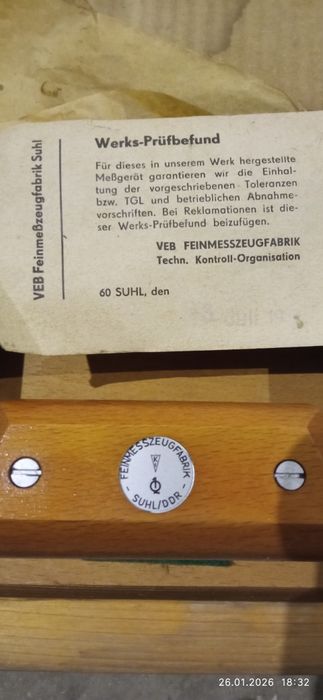 VEB Feinmeßzeugfabrik Suhl
Werks-Prüfbefund
Für dieses in unserem Werk hergestellte
Meßgerät garantieren wir die Einhal-
tung der vorgeschriebenen Toleranzen
bzw. TGL und betrieblichen Abnahme-
vorschriften. Bei Reklamationen ist die-
ser Werks-Prüfbefund beizufügen.
VEB FEINMESSZEUGFABRIK
Techn. Kontroll-Organisation
60 SUHL, den
FEINMESSZEUGFABRIK
K
- SUHL/DDR -
26.01.2026 18:32